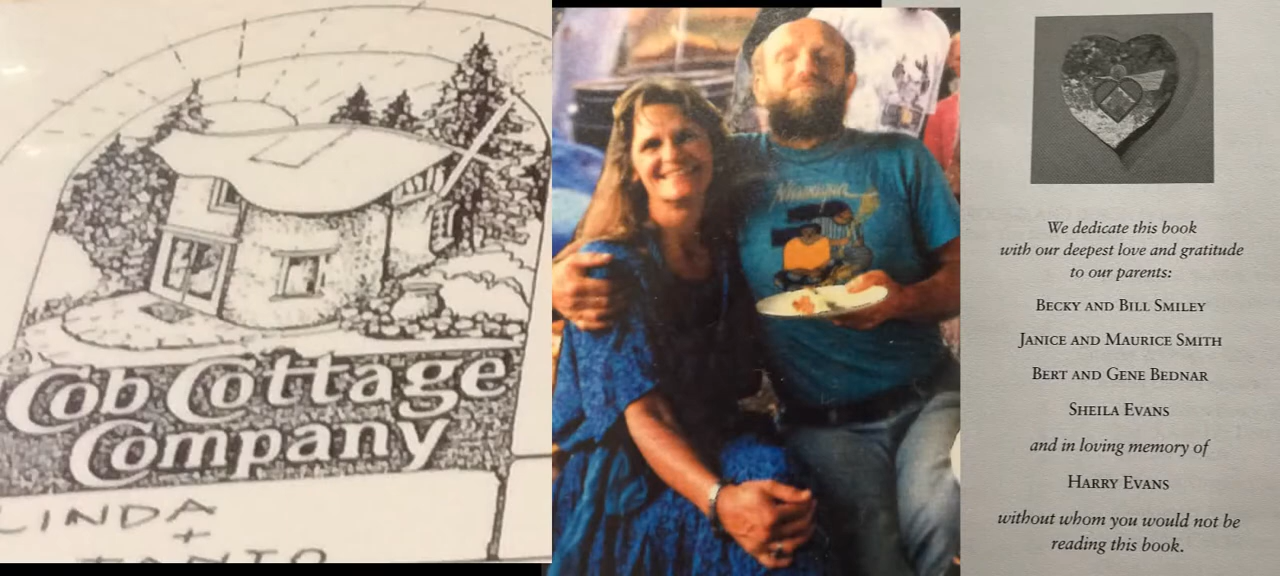 Cob Cottage
Company
LINDA
+
We dedicate this book
with our deepest love and gratitude
to our parents:
BECKY AND BILL SMILEY
JANICE AND MAURICE SMITH
BERT AND GENE BEDNAR
SHEILA EVANS
and in loving memory of
HARRY EVANS
without whom you would not be
reading this book.